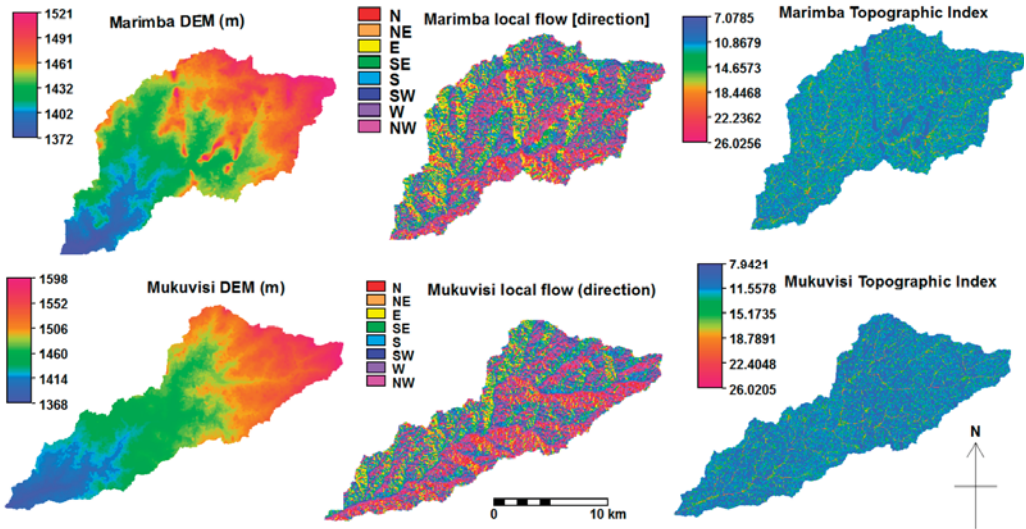 Marimba DEM (m)
1521
1491
1461
1432
1402
1372
Marimba local flow [direction]
N
NE
E
SE
S
SW
W
NW
Marimba Topographic Index
7.0785
10.8679
14.6573
18.4468
22.2362
26.0256
Mukuvisi DEM (m)
1598
1552
1506
1460
1414
1368
Mukuvisi local flow (direction)
N
NE
E
SE
S
SW
W
NW
0 10 km
Mukuvisi Topographic Index
7.9421
11.5578
15.1735
18.7891
22.4048
26.0205
N